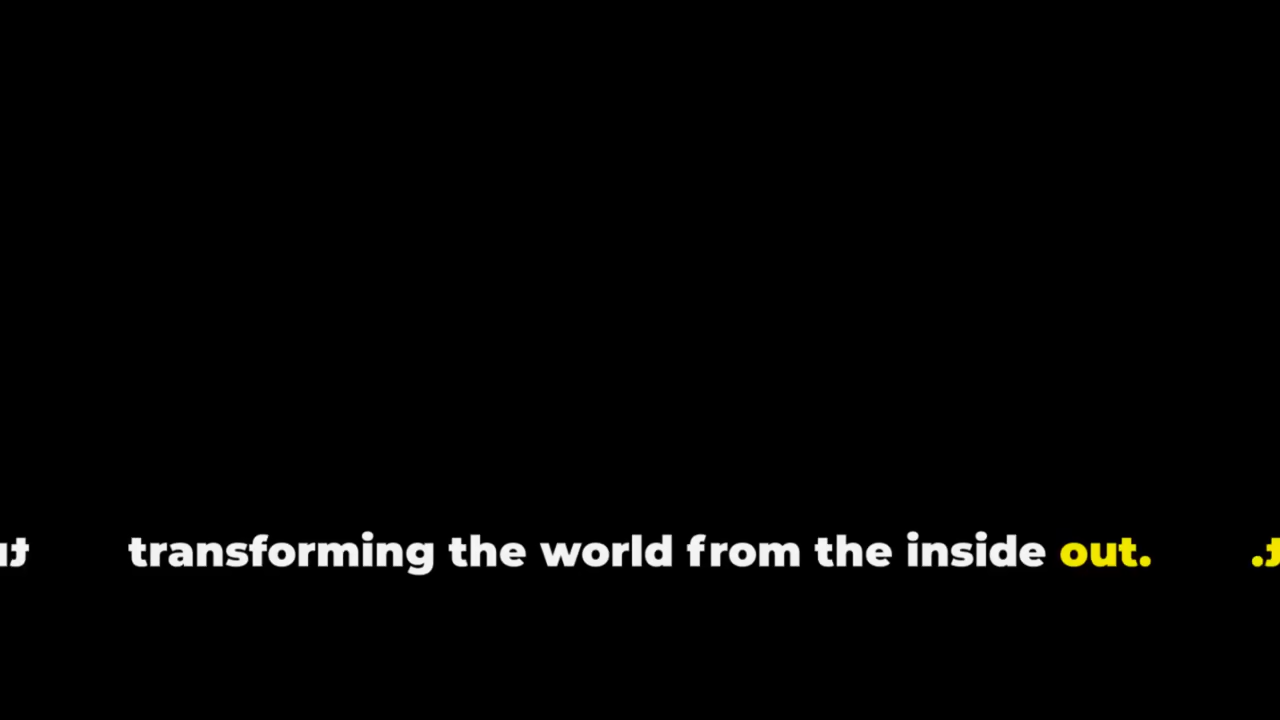 transforming the world from the inside out.